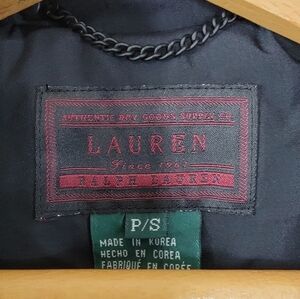 AUTHENTIC DRY GOODS SUPPLY CO.
LAUREN
Since 1967
RALPH LAUREN
P/S
MADE IN KOREA
HECHO EN COREA
FABRIQUÉ EN CORÉE